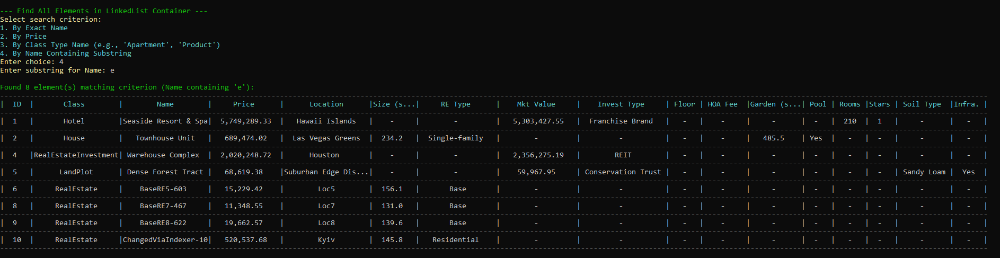 --- Find All Elements in LinkedList Container ---
Select search criterion:
1. By Exact Name
2. By Price
3. By Class Type Name (e.g., 'Apartment', 'Product')
4. By Name Containing Substring
Enter choice: 4
Enter substring for Name: e
Found 8 element(s) matching criterion (Name containing 'e'):
| ID | Class | Name | Price | Location |Size (s...| RE Type | Mkt Value | Invest Type | Floor | HOA Fee |Garden (s...| Pool | Rooms |Stars | Soil Type |Infra. |
| 1 | Hotel |Seaside Resort & Spa| 5,749,289.33 | Hawaii Islands | - | - | 5,303,427.55 | Franchise Brand | - | - | - | - | 210 | 1 | - | - |
| 2 | House | Townhouse Unit | 689,474.02 | Las Vegas Greens | 234.2 | Single-family | - | - | - | - | 485.5 | Yes | - | - | - | - |
| 4 |RealEstateInvestment| Warehouse Complex | 2,020,248.72 | Houston | - | - | 2,356,275.19 | REIT | - | - | - | - | - | - | - | - |
| 5 | LandPlot | Dense Forest Tract | 68,619.38 |Suburban Edge Dis...| - | - | 59,967.95 | Conservation Trust | - | - | - | - | - | - | Sandy Loam | Yes |
| 6 | RealEstate | BaseRE5-603 | 15,229.42 | Loc5 | 156.1 | Base | - | - | - | - | - | - | - | - | - | - |
| 8 | RealEstate | BaseRE7-467 | 11,348.55 | Loc7 | 131.0 | Base | - | - | - | - | - | - | - | - | - | - |
| 9 | RealEstate | BaseRE8-622 | 19,662.57 | Loc8 | 139.6 | Base | - | - | - | - | - | - | - | - | - | - |
| 10 | RealEstate |ChangedViaIndexer-10| 520,537.68 | Kyiv | 145.8 | Residential | - | - | - | - | - | - | - | - | - | - |